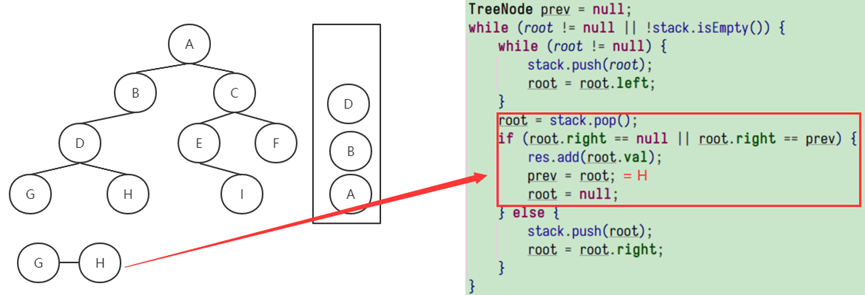 A
B
C
D
E
F
G
H
I
D
B
A
G
H
TreeNode prev = null;
while (root != null || !stack.isEmpty()) {
while (root != null) {
stack.push(root);
root = root.left;
}
root = stack.pop();
if (root.right == null || root.right == prev) {
res.add(root.val);
prev = root; = H
root = null;
} else {
stack.push(root);
root = root.right;
}
}